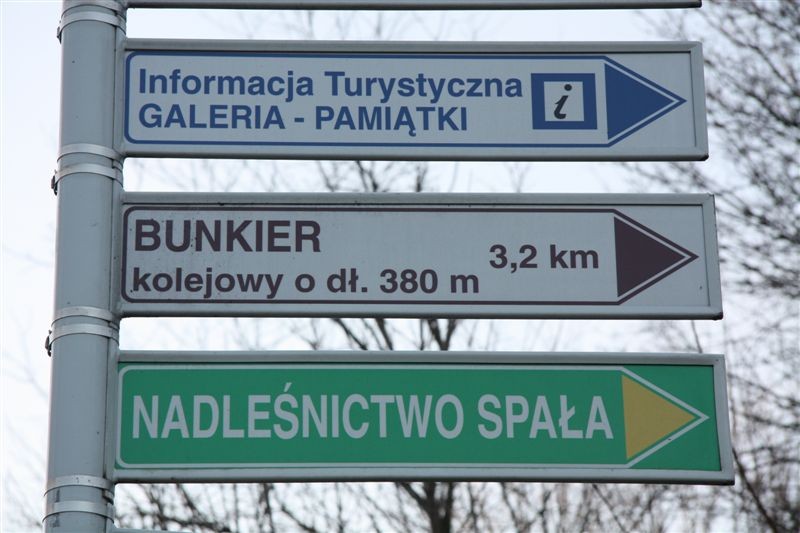 Informacja Turystyczna i
GALERIA - PAMIĄTKI
BUNKIER
3,2 km
kolejowy o dł. 380 m
NADLEŚNICTWO SPAŁA